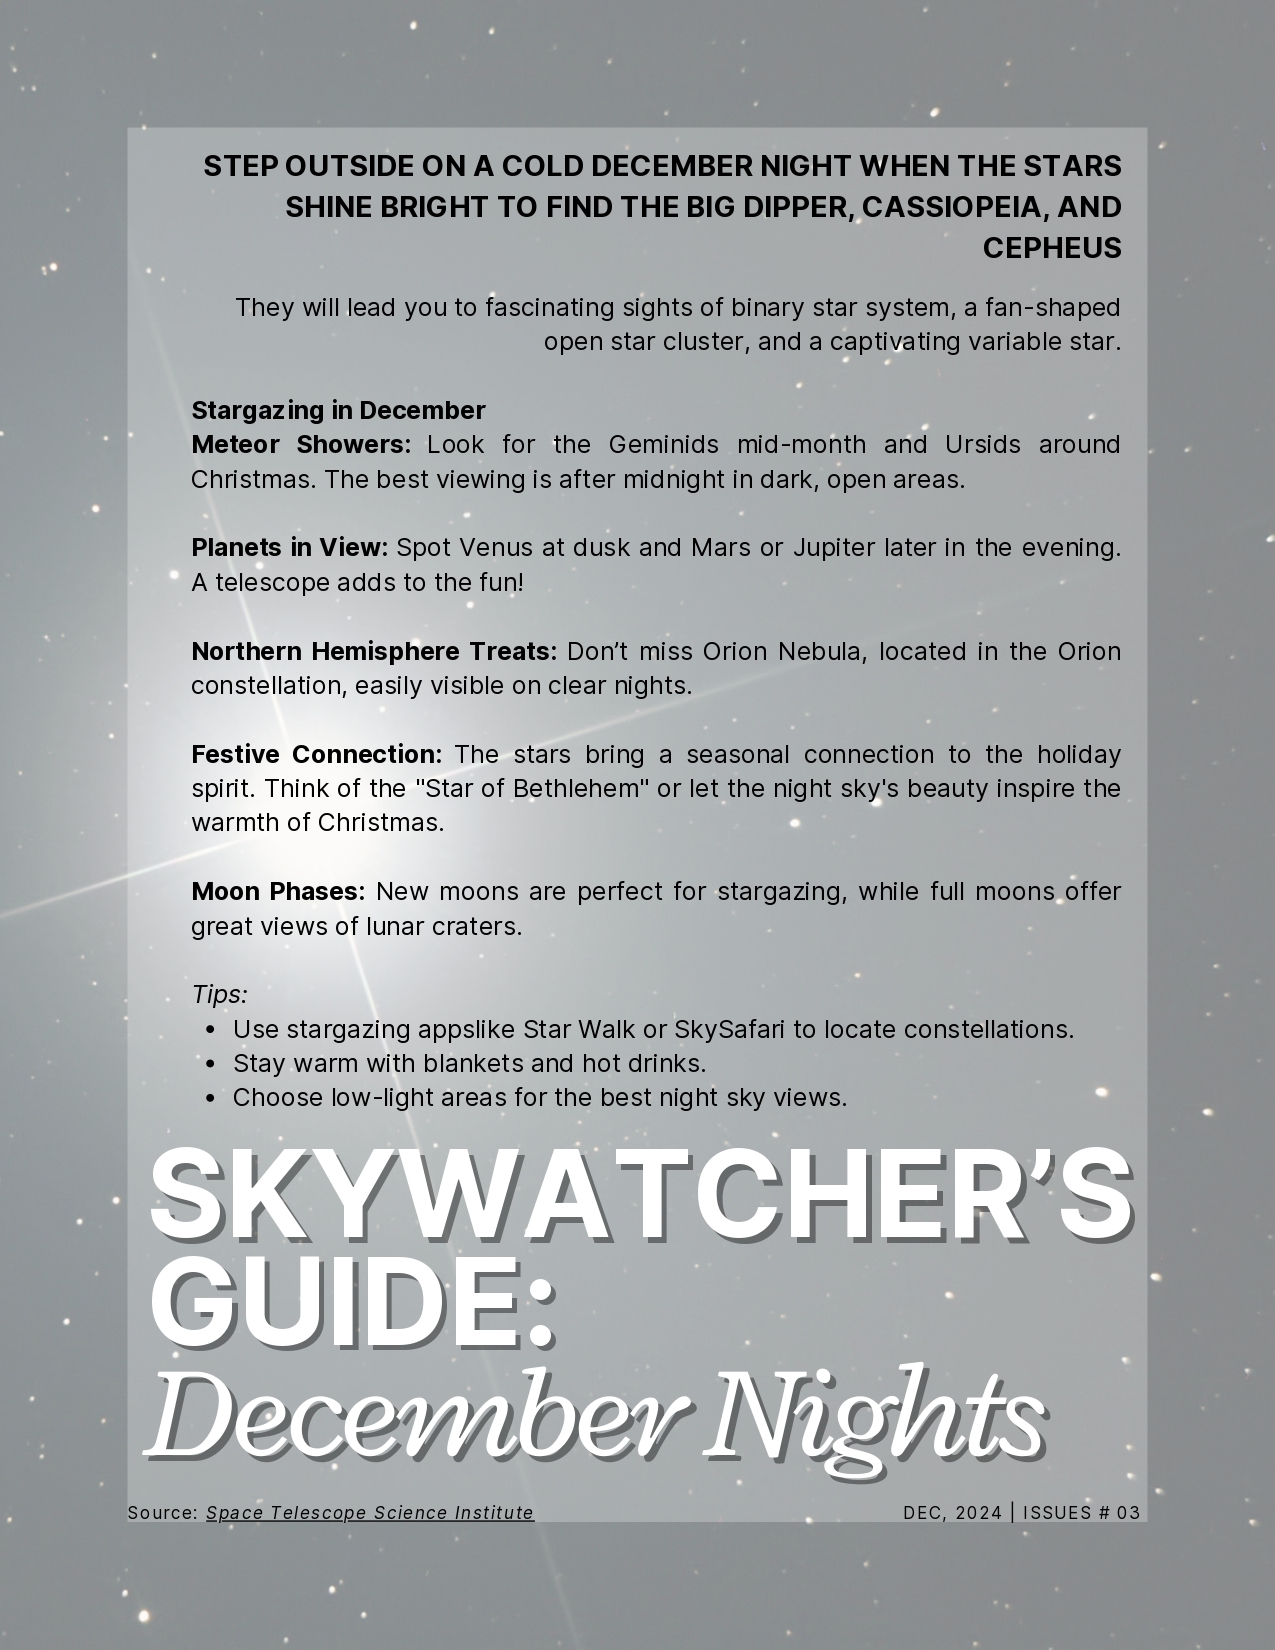 STEP OUTSIDE ON A COLD DECEMBER NIGHT WHEN THE STARS
SHINE BRIGHT TO FIND THE BIG DIPPER, CASSIOPEIA, AND
CEPHEUS
They will lead you to fascinating sights of binary star system, a fan-shaped
open star cluster, and a captivating variable star.
Stargazing in December
Meteor Showers: Look for the Geminids mid-month and Ursids around
Christmas. The best viewing is after midnight in dark, open areas.
Planets in View: Spot Venus at dusk and Mars or Jupiter later in the evening.
A telescope adds to the fun!
Northern Hemisphere Treats: Don’t miss Orion Nebula, located in the Orion
constellation, easily visible on clear nights.
Festive Connection: The stars bring a seasonal connection to the holiday
spirit. Think of the "Star of Bethlehem" or let the night sky's beauty inspire the
warmth of Christmas.
Moon Phases: New moons are perfect for stargazing, while full moons offer
great views of lunar craters.
Tips:
• Use stargazing appslike Star Walk or SkySafari to locate constellations.
• Stay warm with blankets and hot drinks.
• Choose low-light areas for the best night sky views.
SKYWATCHER’S
GUIDE:
December Nights
Source: Space Telescope Science Institute
DEC, 2024 | ISSUES # 03